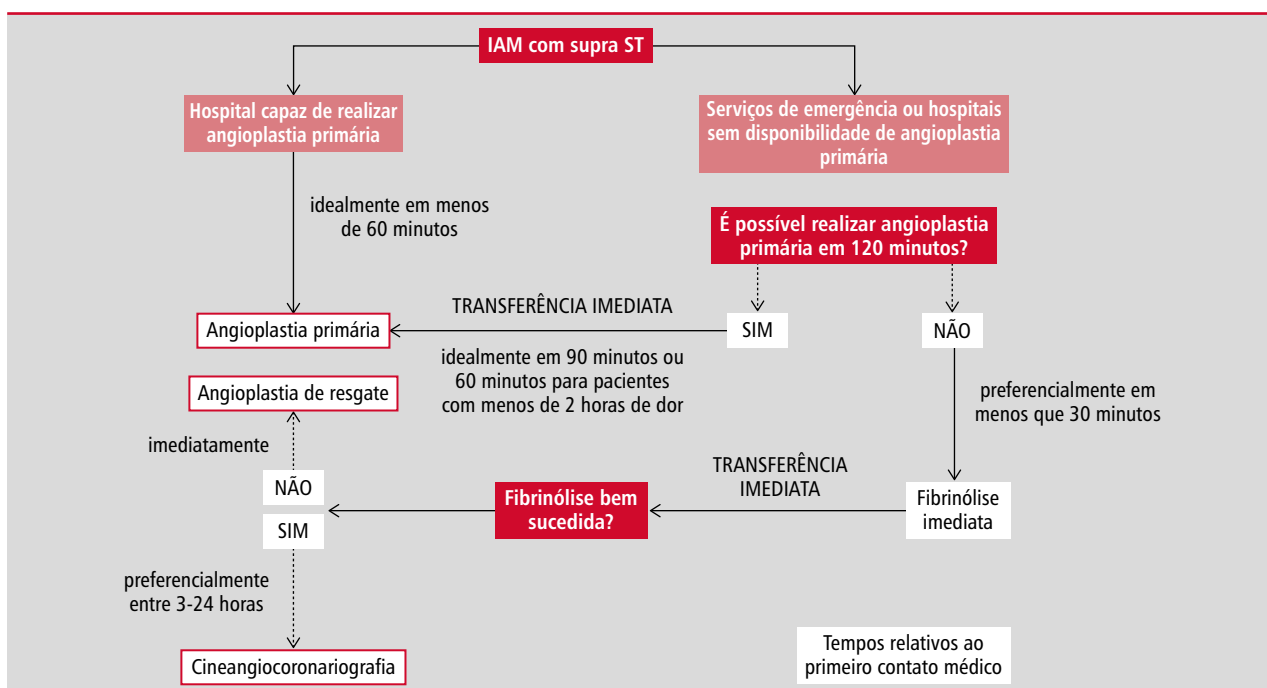 IAM com supra ST
Hospital capaz de realizar
angioplastia primária
Serviços de emergência ou hospitais
sem disponibilidade de angioplastia
primária
idealmente em menos
de 60 minutos
É possível realizar angioplastia
primária em 120 minutos?
TRANSFERÊNCIA IMEDIATA
Angioplastia primária
SIM
NÃO
idealmente em 90 minutos ou
60 minutos para pacientes
com menos de 2 horas de dor
Angioplastia de resgate
preferencialmente em
menos que 30 minutos
imediatamente
TRANSFERÊNCIA
IMEDIATA
NÃO
SIM
Fibrinólise bem
sucedida?
Fibrinólise
imediata
preferencialmente
entre 3-24 horas
Cineangiocoronariografia
Tempos relativos ao
primeiro contato médico